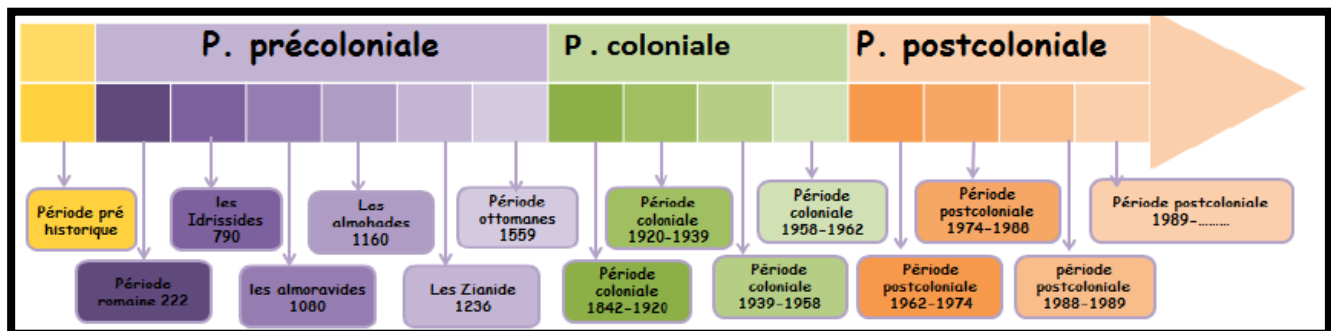 P. précoloniale
P . coloniale
P. postcoloniale
Période pré
historique
Période
romaine 222
les
Idrissides
790
les almoravides
1080
Les
almohades
1160
Les Zianide
1236
Période
ottomanes
1559
Période
coloniale
1842-1920
Période
coloniale
1920-1939
Période
coloniale
1939-1958
Période
coloniale
1958-1962
Période
postcoloniale
1962-1974
Période
postcoloniale
1974-1988
période
postcoloniale
1988-1989
Période postcoloniale
1989-.........